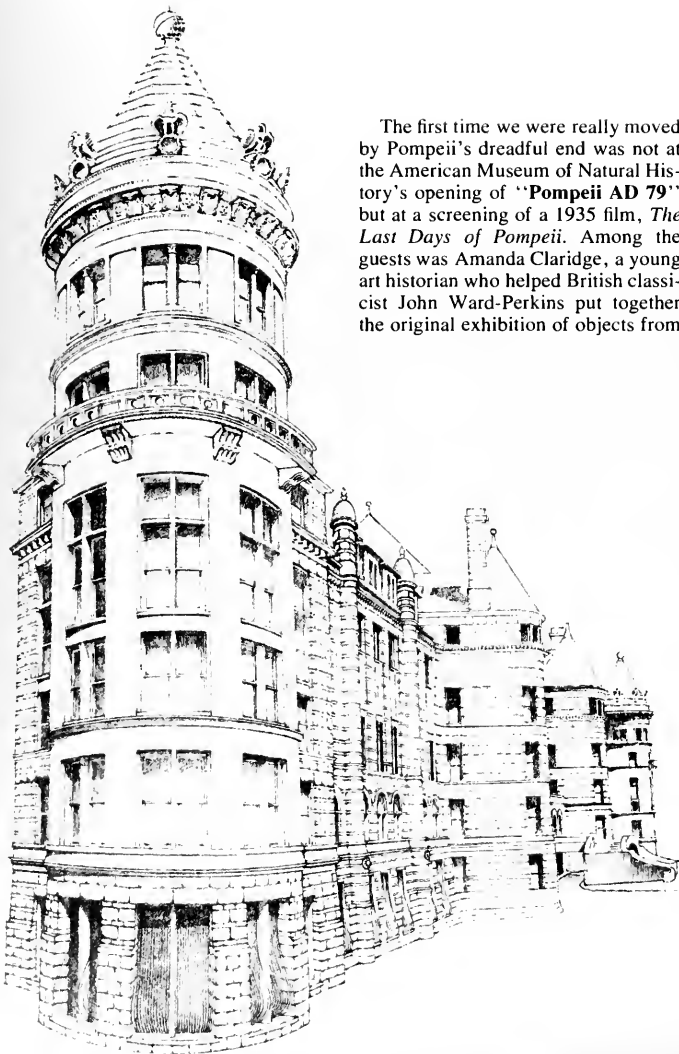 The first time we were really moved
by Pompeii's dreadful end was not at
the American Museum of Natural His-
tory's opening of "Pompeii AD 79"
but at a screening of a 1935 film, The
Last Days of Pompeii. Among the
guests was Amanda Claridge, a young
art historian who helped British classi-
cist John Ward-Perkins put together
the original exhibition of objects from